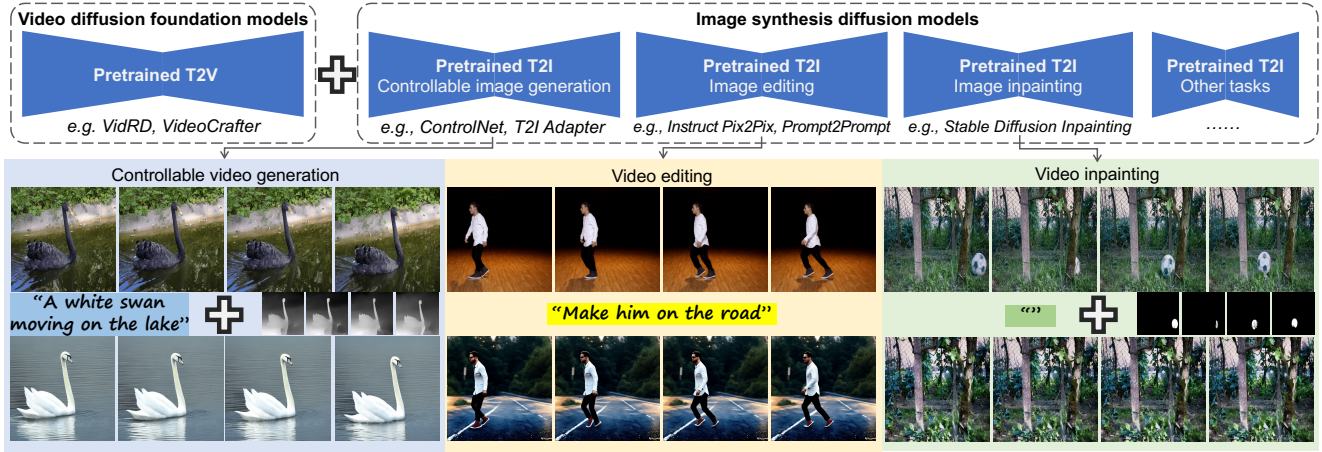 Video diffusion foundation models
Pretrained T2V
e.g. VidRD, VideoCrafter
Image synthesis diffusion models
Pretrained T2I
Controllable image generation
e.g., ControlNet, T2I Adapter
Pretrained T2I
Image editing
e.g., Instruct Pix2Pix, Prompt2Prompt
Pretrained T2I
Image inpainting
e.g., Stable Diffusion Inpainting
Pretrained T2I
Other tasks
......
Controllable video generation
“A white swan
moving on the lake”
Video editing
“Make him on the road”
Video inpainting
“”